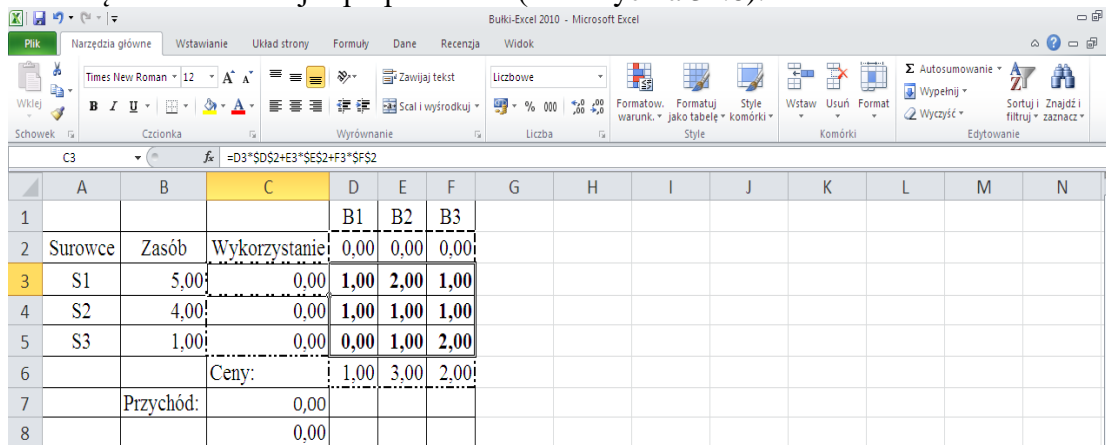 Bułki-Excel 2010 - Microsoft Excel
Plik Narzędzia główne Wstawianie Układ strony Formuły Dane Recenzja Widok
Wklej
Times New Roman 12 A A
B I U A
Zawijaj tekst
Scal i wyśrodkuj
Liczbowe
% 000
Formatow. warunk.
Formatuj jako tabelę
Style komórki
Wstaw Usuń Format
Σ Autosumowanie
Wypełnij
Wyczyść
Sortuj i filtruj
Znajdź i zaznacz
Schowek Czcionka Wyrównanie Liczba Style Komórki Edytowanie
C3 fx =D3*$D$2+E3*$E$2+F3*$F$2
A B C D E F G H I J K L M N
1 B1 B2 B3
2 Surowce Zasób Wykorzystanie 0,00 0,00 0,00
3 S1 5,00 0,00 1,00 2,00 1,00
4 S2 4,00 0,00 1,00 1,00 1,00
5 S3 1,00 0,00 0,00 1,00 2,00
6 Ceny: 1,00 3,00 2,00
7 Przychód: 0,00
8 0,00